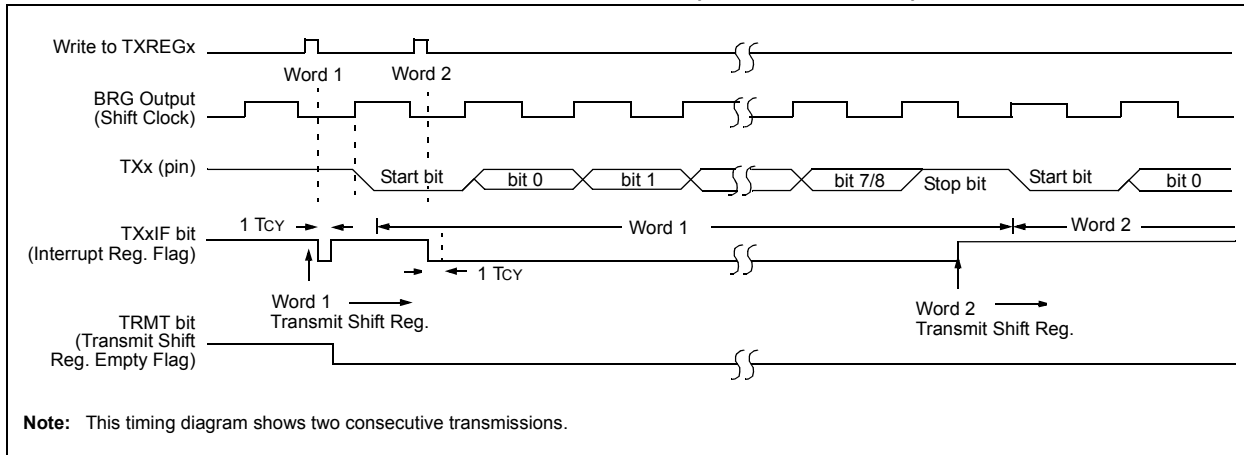 Write to TXREGx
Word 1
Word 2
BRG Output
(Shift Clock)
TXx (pin)
Start bit
bit 0
bit 1
bit 7/8
Stop bit
Start bit
bit 0
1 TCY
TXxIF bit
(Interrupt Reg. Flag)
Word 1
Word 2
1 TCY
Word 1
Transmit Shift Reg.
Word 2
Transmit Shift Reg.
TRMT bit
(Transmit Shift
Reg. Empty Flag)
Note: This timing diagram shows two consecutive transmissions.